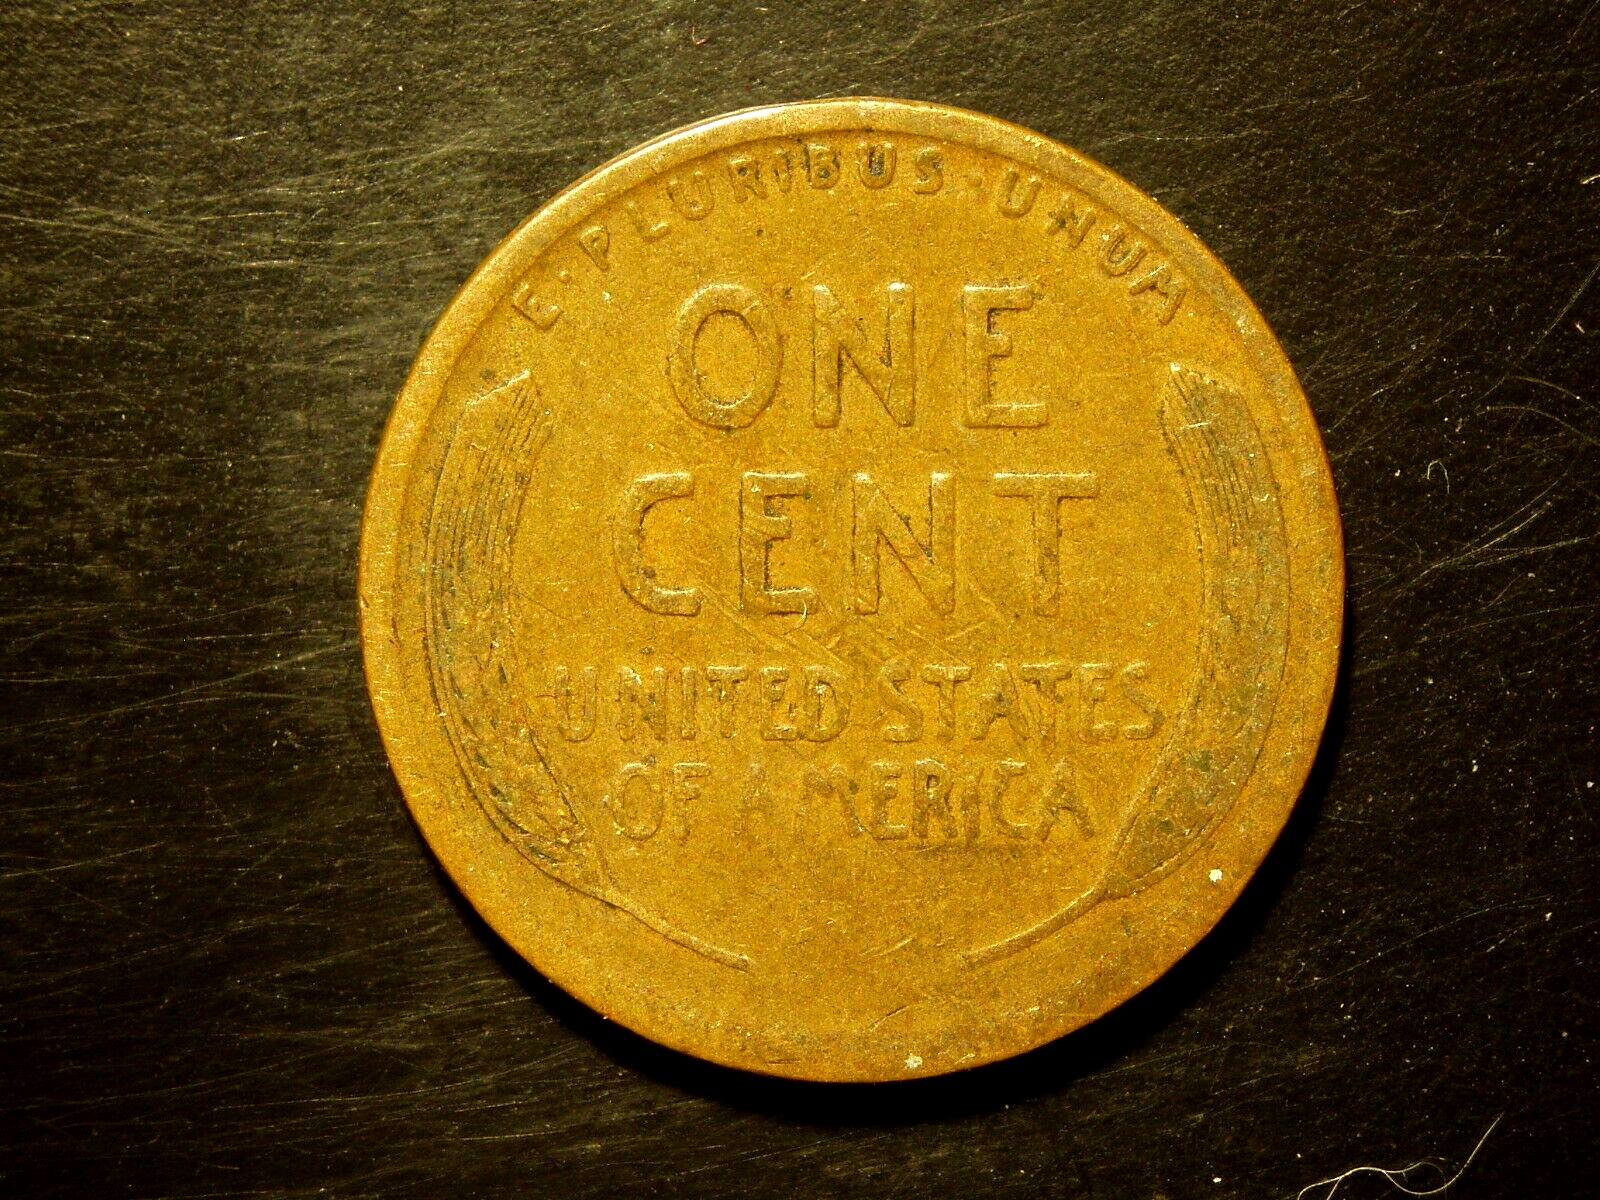 E · PLURIBUS · UNUM
ONE
CENT
UNITED STATES
OF AMERICA